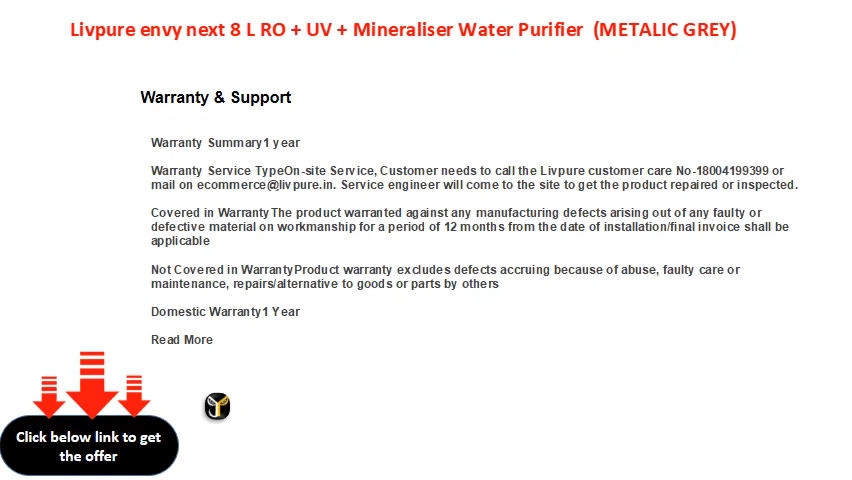 Livpure envy next 8 L RO + UV + Mineraliser Water Purifier (METALIC GREY)
Warranty & Support
Warranty Summary1 year
Warranty Service TypeOn-site Service, Customer needs to call the Livpure customer care No-18004199399 or
mail on ecommerce@livpure.in. Service engineer will come to the site to get the product repaired or inspected.
Covered in WarrantyThe product warranted against any manufacturing defects arising out of any faulty or
defective material on workmanship for a period of 12 months from the date of installation/final invoice shall be
applicable
Not Covered in WarrantyProduct warranty excludes defects accruing because of abuse, faulty care or
maintenance, repairs/alternative to goods or parts by others
Domestic Warranty1 Year
Read More
Click below link to get
the offer